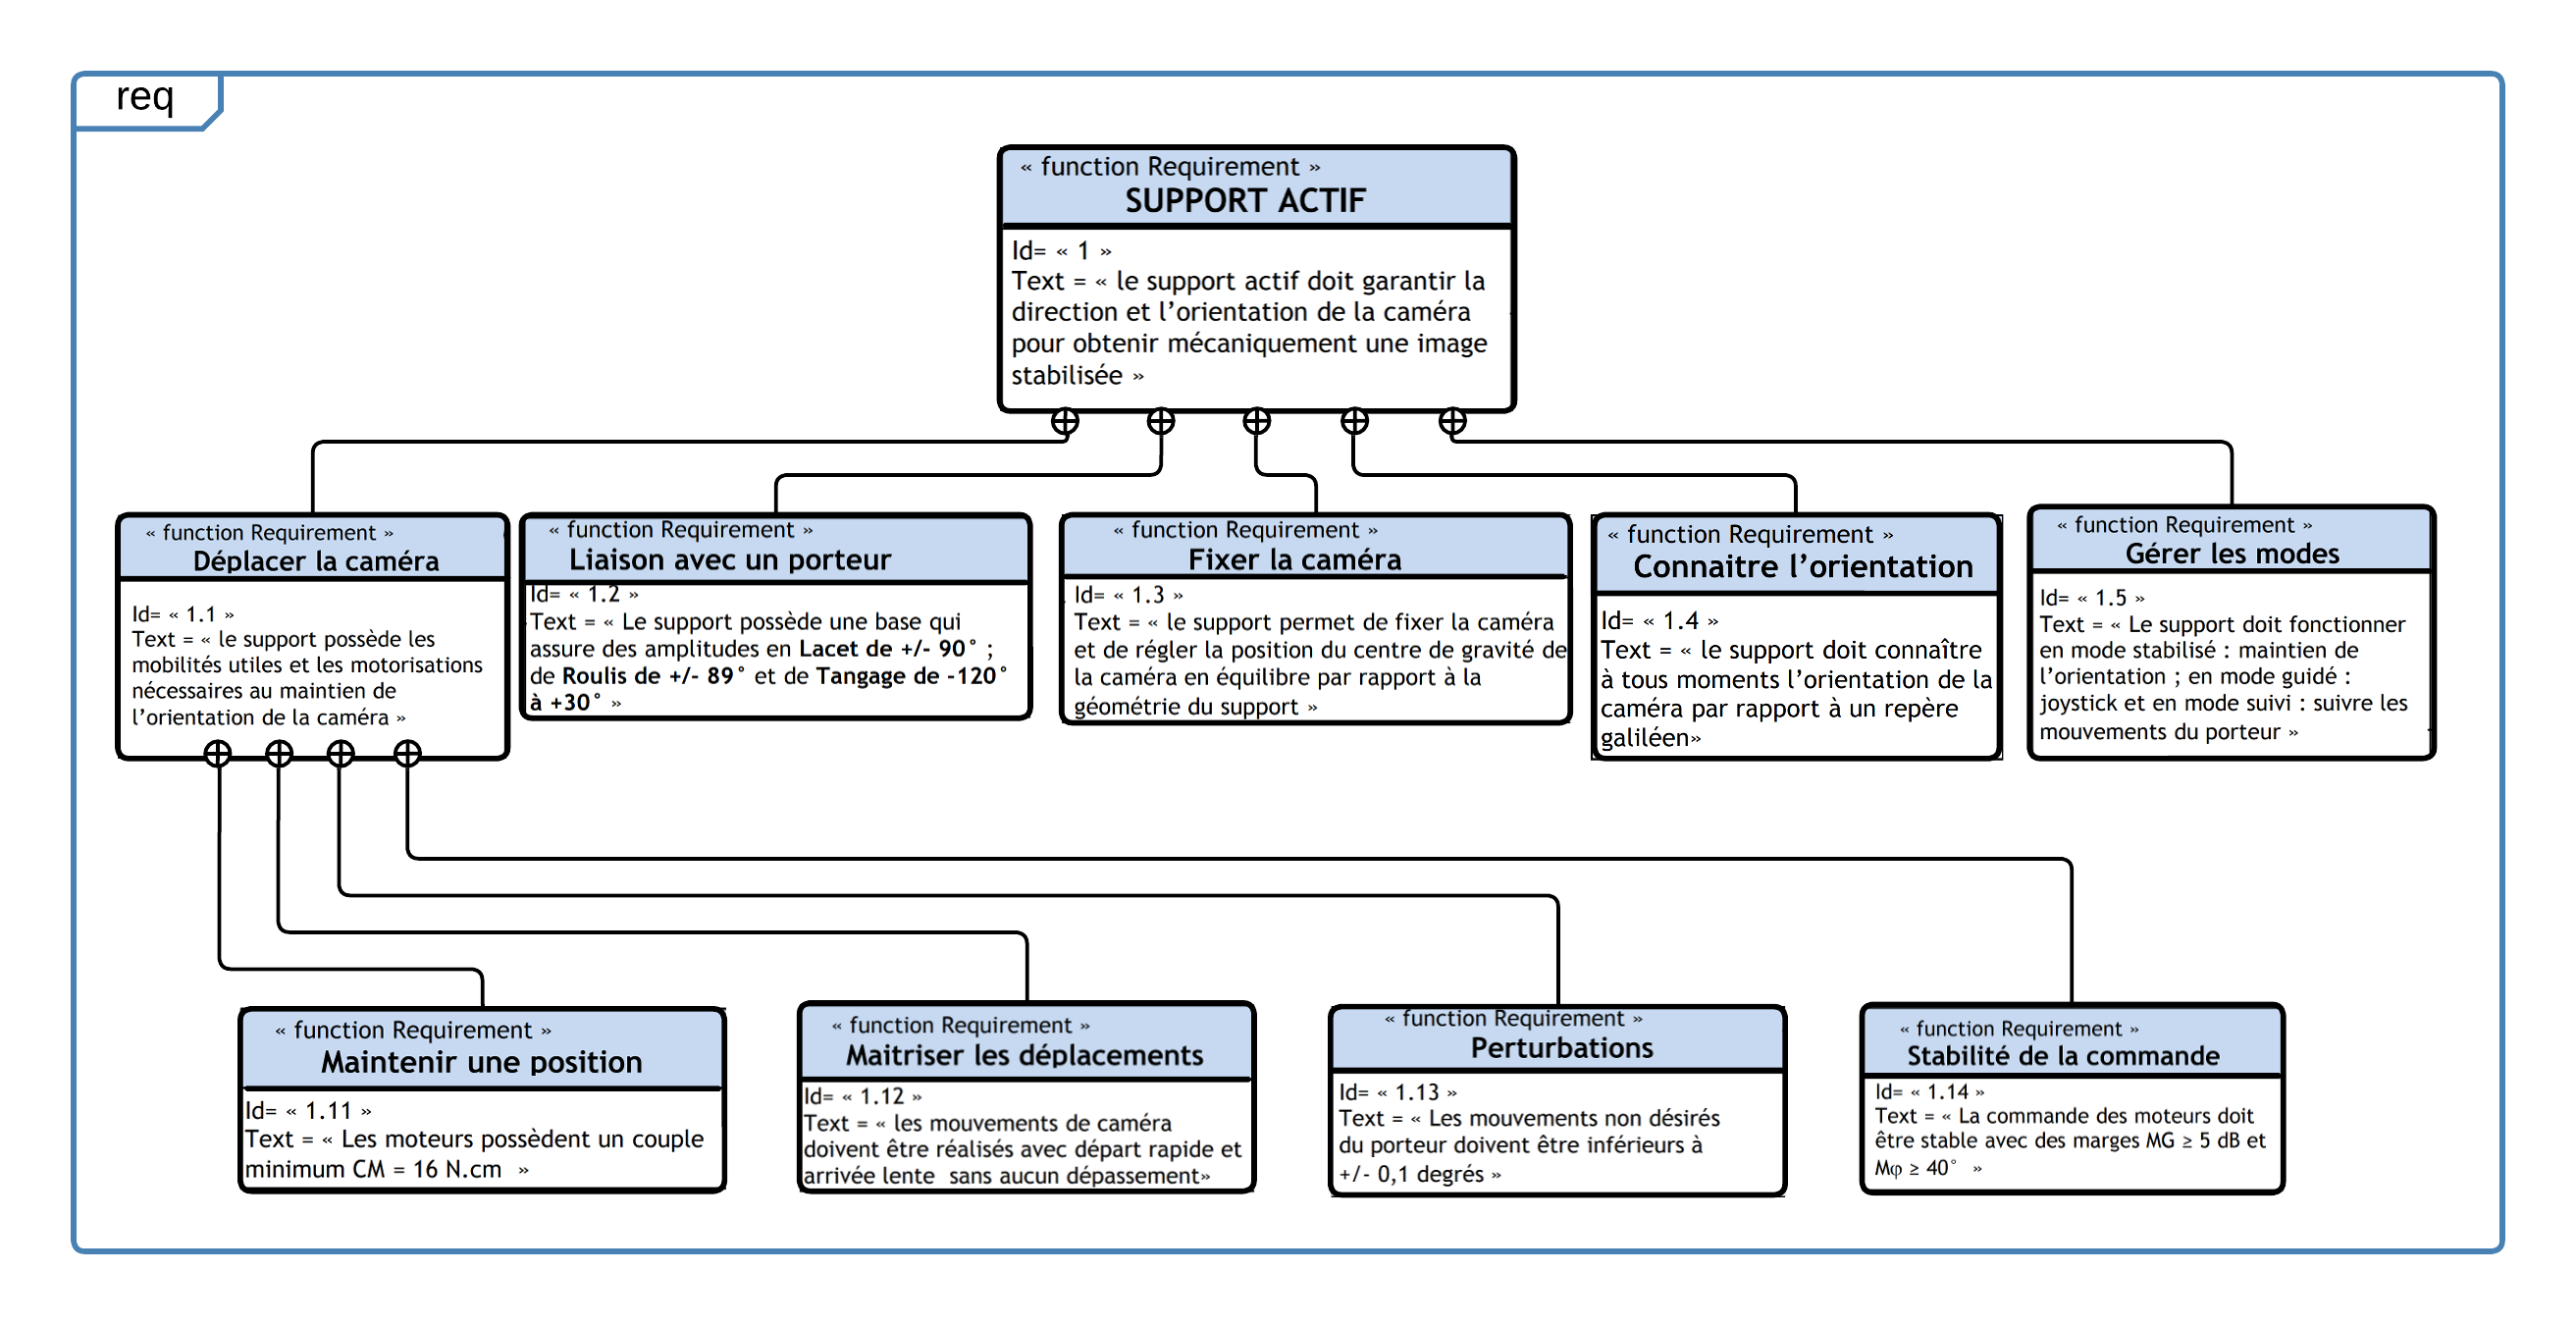 req
« function Requirement »
SUPPORT ACTIF
Id= « 1 »
Text = « le support actif doit garantir la
direction et l’orientation de la caméra
pour obtenir mécaniquement une image
stabilisée »
« function Requirement »
Déplacer la caméra
Id= « 1.1 »
Text = « le support possède les
mobilités utiles et les motorisations
nécessaires au maintien de
l’orientation de la caméra »
« function Requirement »
Liaison avec un porteur
Id= « 1.2 »
Text = « Le support possède une base qui
assure des amplitudes en Lacet de +/- 90° ;
de Roulis de +/- 89° et de Tangage de -120°
à +30° »
« function Requirement »
Fixer la caméra
Id= « 1.3 »
Text = « le support permet de fixer la caméra
et de régler la position du centre de gravité de
la caméra en équilibre par rapport à la
géométrie du support »
« function Requirement »
Connaitre l’orientation
Id= « 1.4 »
Text = « le support doit connaître
à tous moments l’orientation de la
caméra par rapport à un repère
galiléen»
« function Requirement »
Gérer les modes
Id= « 1.5 »
Text = « Le support doit fonctionner
en mode stabilisé : maintien de
l’orientation ; en mode guidé :
joystick et en mode suivi : suivre les
mouvements du porteur »
« function Requirement »
Maintenir une position
Id= « 1.11 »
Text = « Les moteurs possèdent un couple
minimum CM = 16 N.cm »
« function Requirement »
Maitriser les déplacements
Id= « 1.12 »
Text = « les mouvements de caméra
doivent être réalisés avec départ rapide et
arrivée lente sans aucun dépassement»
« function Requirement »
Perturbations
Id= « 1.13 »
Text = « Les mouvements non désirés
du porteur doivent être inférieurs à
+/- 0,1 degrés »
« function Requirement »
Stabilité de la commande
Id= « 1.14 »
Text = « La commande des moteurs doit
être stable avec des marges MG ≥ 5 dB et
Mφ ≥ 40° »